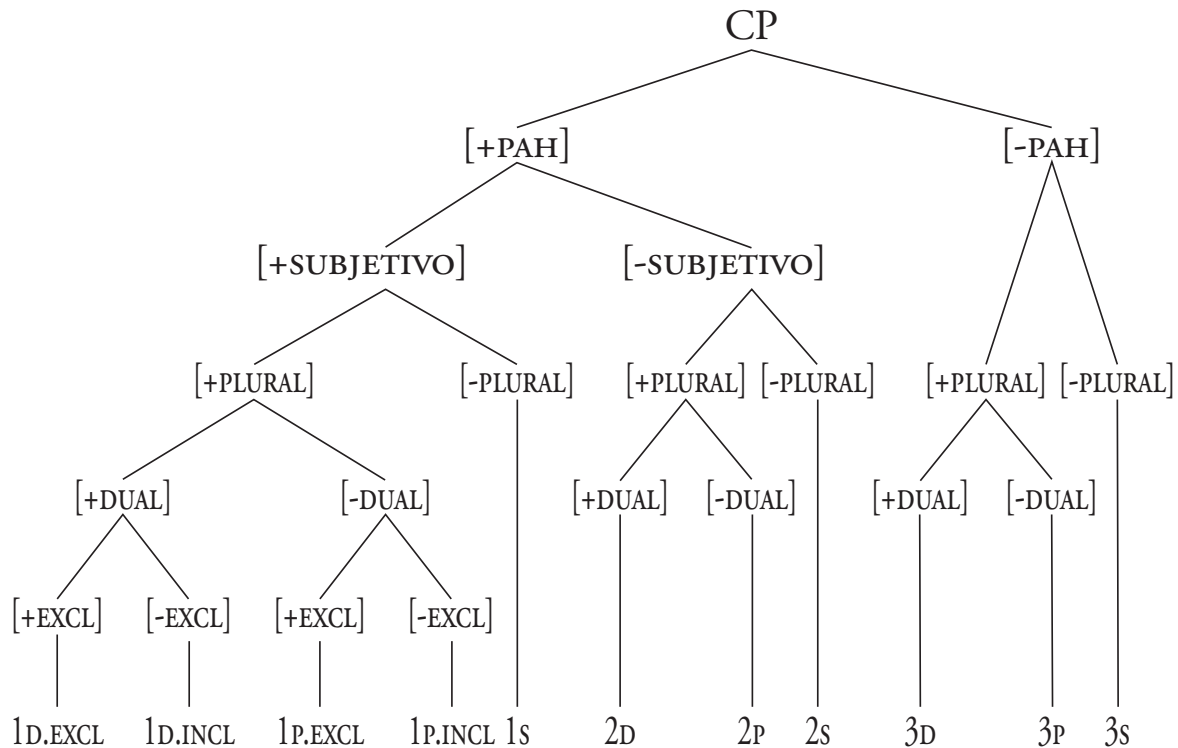 CP
[+PAH] [-PAH]
[+SUBJETIVO] [-SUBJETIVO]
[+PLURAL] [-PLURAL] [+PLURAL] [-PLURAL] [+PLURAL] [-PLURAL]
[+DUAL] [-DUAL] [+DUAL] [-DUAL] [+DUAL] [-DUAL]
[+EXCL] [-EXCL] [+EXCL] [-EXCL]
1D.EXCL 1D.INCL 1P.EXCL 1P.INCL 1S 2D 2P 2S 3D 3P 3S